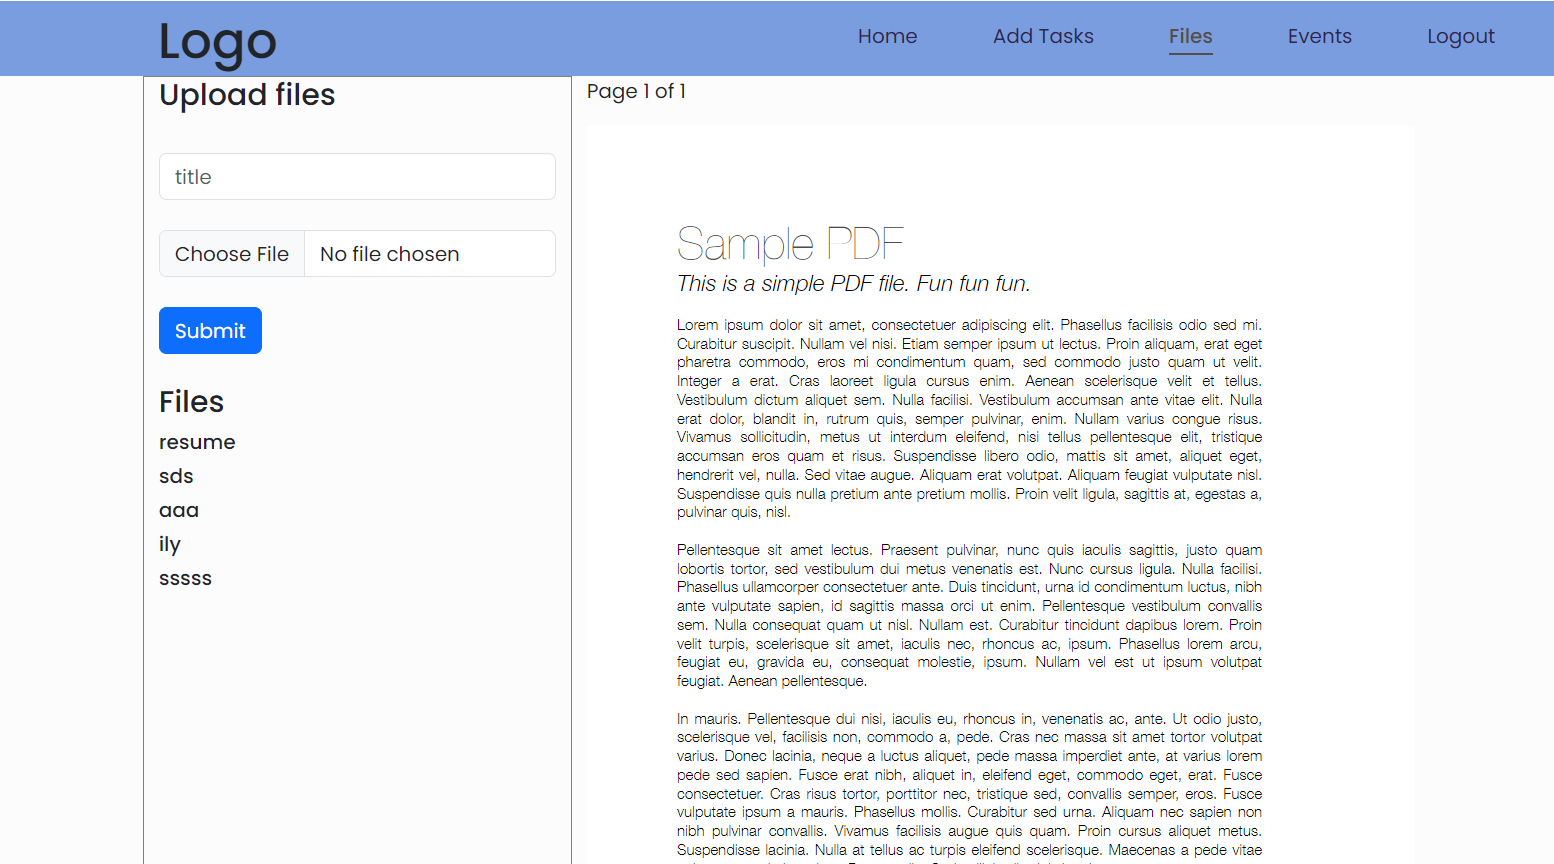 Logo
Home
Add Tasks
Files
Events
Logout
Upload files
title
Choose File
No file chosen
Submit
Files
resume
sds
aaa
ily
sssss
Page 1 of 1
Sample PDF
This is a simple PDF file. Fun fun fun.
Lorem ipsum dolor sit amet, consectetuer adipiscing elit. Phasellus facilisis odio sed mi.
Curabitur suscipit. Nullam vel nisi. Etiam semper ipsum ut lectus. Proin aliquam, erat eget
pharetra commodo, eros mi condimentum quam, sed commodo justo quam ut velit.
Integer a erat. Cras laoreet ligula cursus enim. Aenean scelerisque velit et tellus.
Vestibulum dictum aliquet sem. Nulla facilisi. Vestibulum accumsan ante vitae elit. Nulla
erat dolor, blandit in, rutrum quis, semper pulvinar, enim. Nullam varius congue risus.
Vivamus sollicitudin, metus ut interdum eleifend, nisi tellus pellentesque elit, tristique
accumsan eros quam et risus. Suspendisse libero odio, mattis sit amet, aliquet eget,
hendrerit vel, nulla. Sed vitae augue. Aliquam erat volutpat. Aliquam feugiat vulputate nisl.
Suspendisse quis nulla pretium ante pretium mollis. Proin velit ligula, sagittis at, egestas a,
pulvinar quis, nisl.
Pellentesque sit amet lectus. Praesent pulvinar, nunc quis iaculis sagittis, justo quam
lobortis tortor, sed vestibulum dui metus venenatis est. Nunc cursus ligula. Nulla facilisi.
Phasellus ullamcorper consectetuer ante. Duis tincidunt, urna id condimentum luctus, nibh
ante vulputate sapien, id sagittis massa orci ut enim. Pellentesque vestibulum convallis
sem. Nulla consequat quam ut nisl. Nullam est. Curabitur tincidunt dapibus lorem. Proin
velit turpis, scelerisque sit amet, iaculis nec, rhoncus ac, ipsum. Phasellus lorem arcu,
feugiat eu, gravida eu, consequat molestie, ipsum. Nullam vel est ut ipsum volutpat
feugiat. Aenean pellentesque.
In mauris. Pellentesque dui nisi, iaculis eu, rhoncus in, venenatis ac, ante. Ut odio justo,
scelerisque vel, facilisis non, commodo a, pede. Cras nec massa sit amet tortor volutpat
varius. Donec lacinia, neque a luctus aliquet, pede massa imperdiet ante, at varius lorem
pede sed sapien. Fusce erat nibh, aliquet in, eleifend eget, commodo eget, erat. Fusce
consectetuer. Cras risus tortor, porttitor nec, tristique sed, convallis semper, eros. Fusce
vulputate ipsum a mauris. Phasellus mollis. Curabitur sed urna. Aliquam nec sapien non
nibh pulvinar convallis. Vivamus facilisis augue quis quam. Proin cursus aliquet metus.
Suspendisse lacinia. Nulla at tellus ac turpis eleifend scelerisque. Maecenas a pede vitae